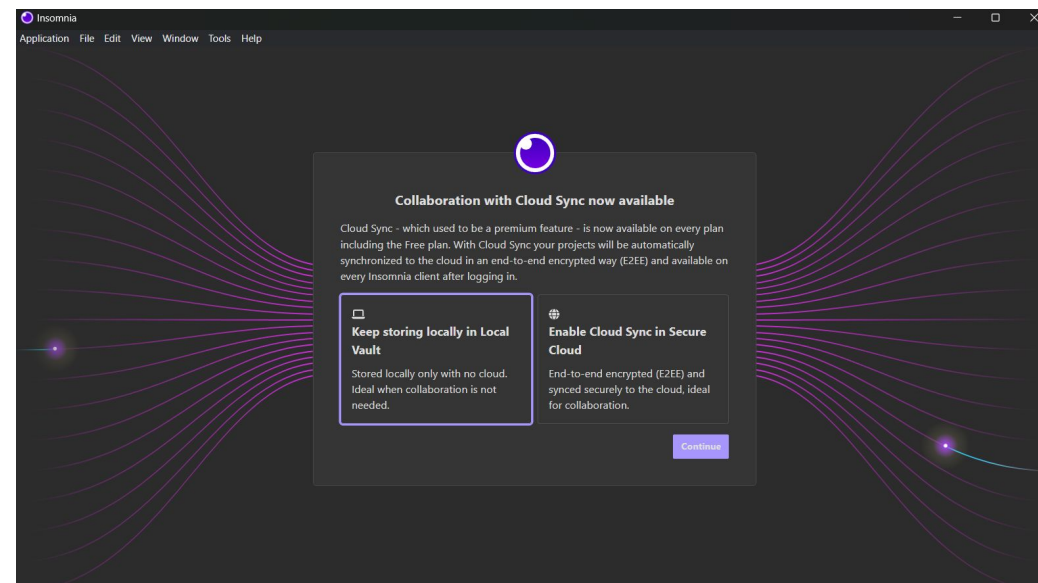 Insomnia
Application File Edit View Window Tools Help
Collaboration with Cloud Sync now available
Cloud Sync - which used to be a premium feature - is now available on every plan
including the Free plan. With Cloud Sync your projects will be automatically
synchronized to the cloud in an end-to-end encrypted way (E2EE) and available on
every Insomnia client after logging in.
Keep storing locally in Local
Vault
Stored locally only with no cloud.
Ideal when collaboration is not
needed.
Enable Cloud Sync in Secure
Cloud
End-to-end encrypted (E2EE) and
synced securely to the cloud, ideal
for collaboration.
Continue